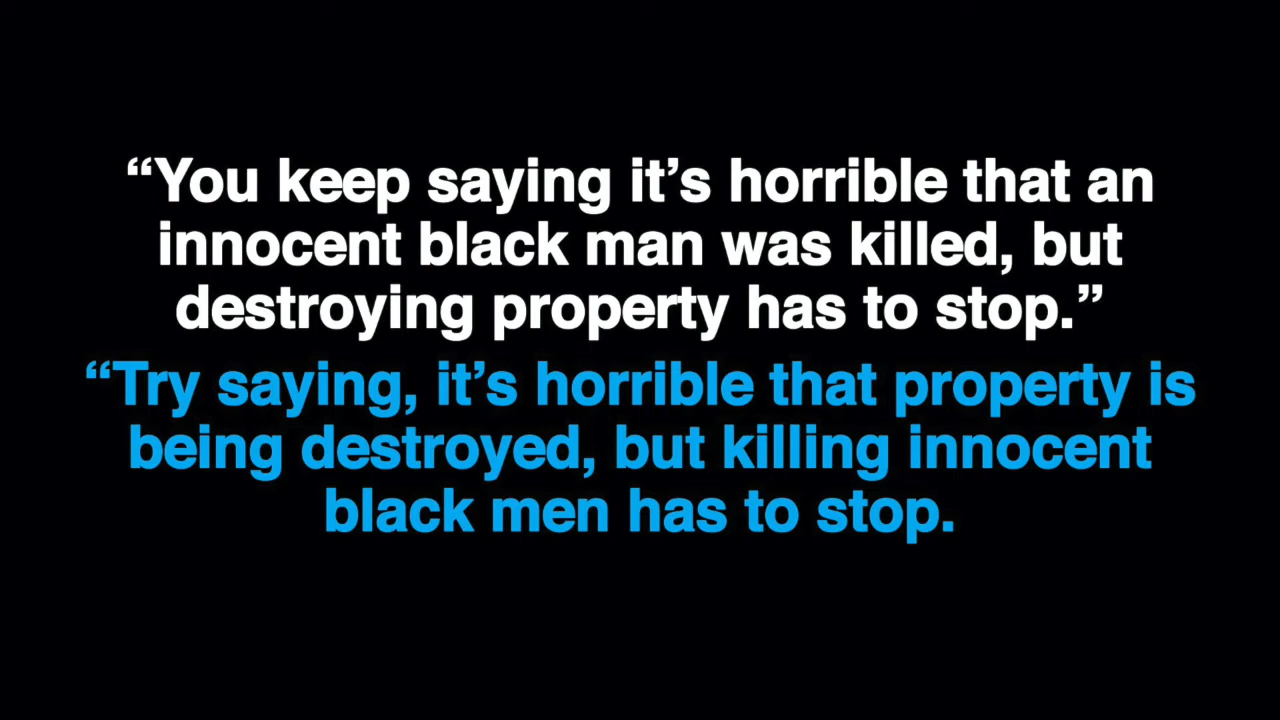 “You keep saying it’s horrible that an
innocent black man was killed, but
destroying property has to stop.”
“Try saying, it’s horrible that property is
being destroyed, but killing innocent
black men has to stop.